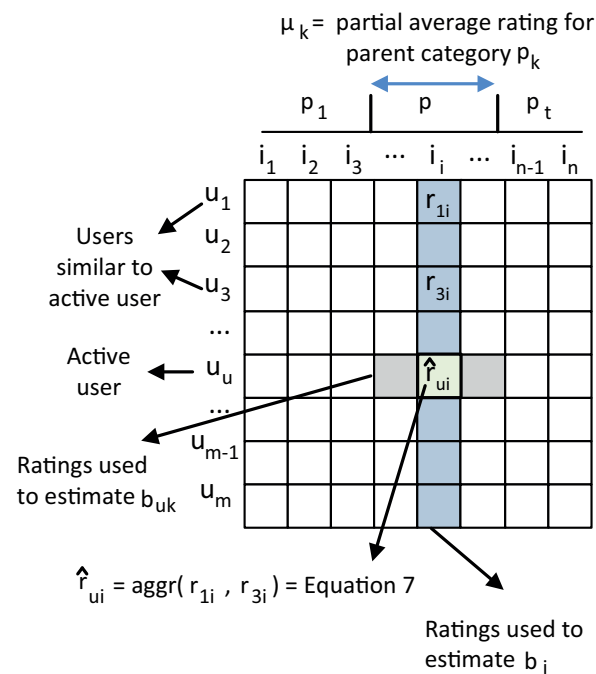 μ k = partial average rating for
parent category p k
p 1 p p t
i 1 i 2 i 3 ... i i ... i n-1 i n
u 1 r 1i
Users
similar to
active user
u 2
u 3 r 3i
...
Active
user
u u r̂ ui
...
u m-1
Ratings used
to estimate b uk
u m
r̂ ui = aggr( r 1i , r 3i ) = Equation 7
Ratings used to
estimate b i